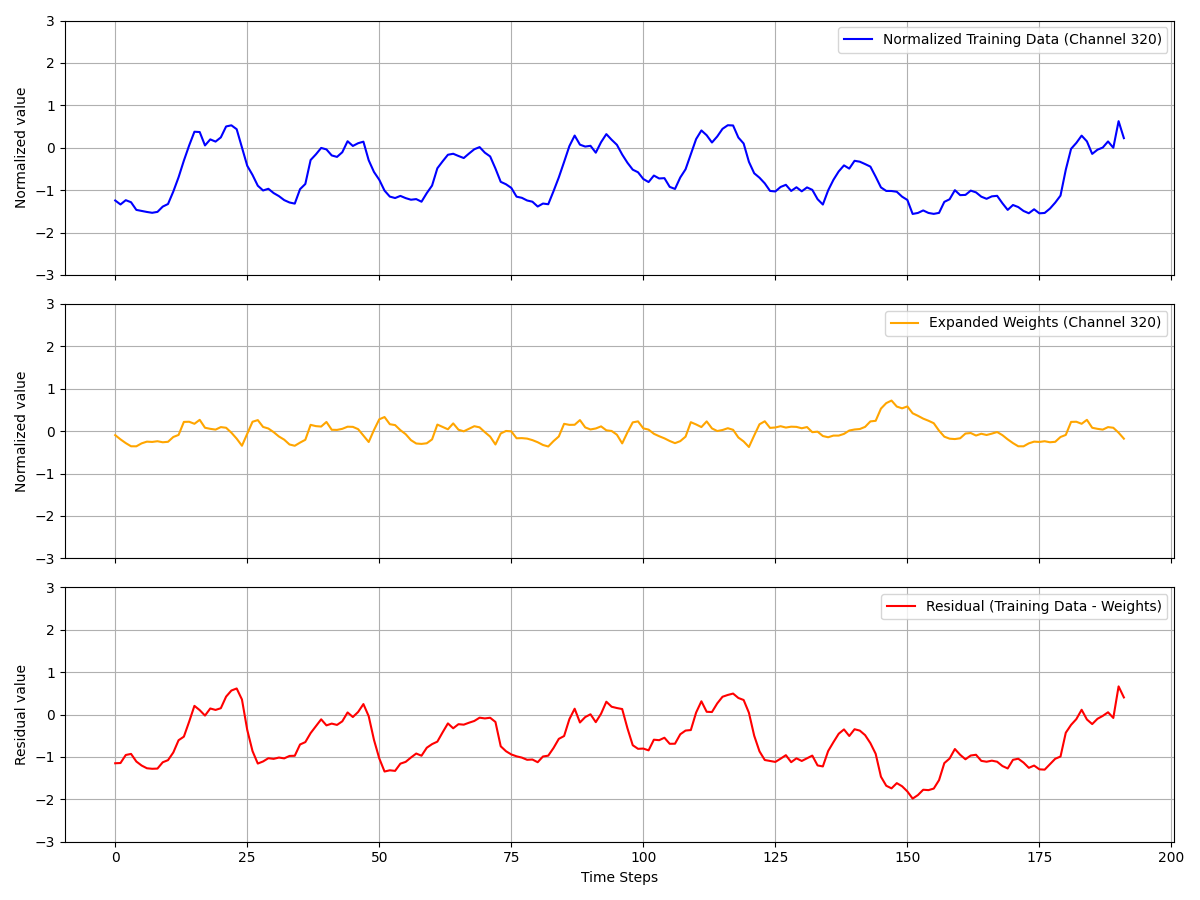 Normalized value
3
2
1
0
−1
−2
−3
Normalized Training Data (Channel 320)
Normalized value
3
2
1
0
−1
−2
−3
Expanded Weights (Channel 320)
Residual value
3
2
1
0
−1
−2
−3
Residual (Training Data - Weights)
0 25 50 75 100 125 150 175 200
Time Steps